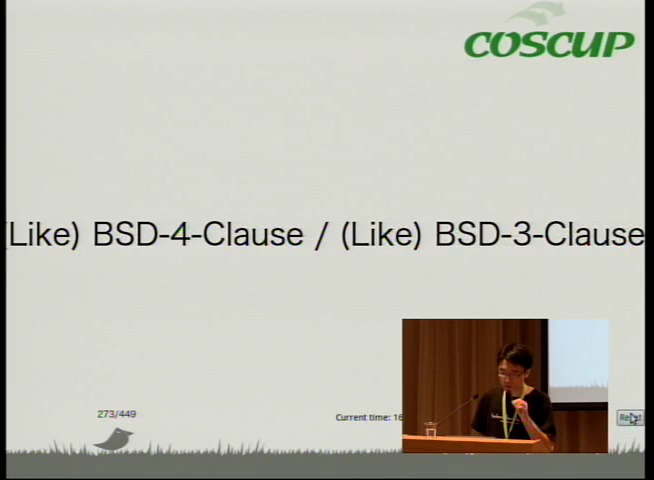 COSCUP
(Like) BSD-4-Clause / (Like) BSD-3-Clause
273/449
Current time: 16